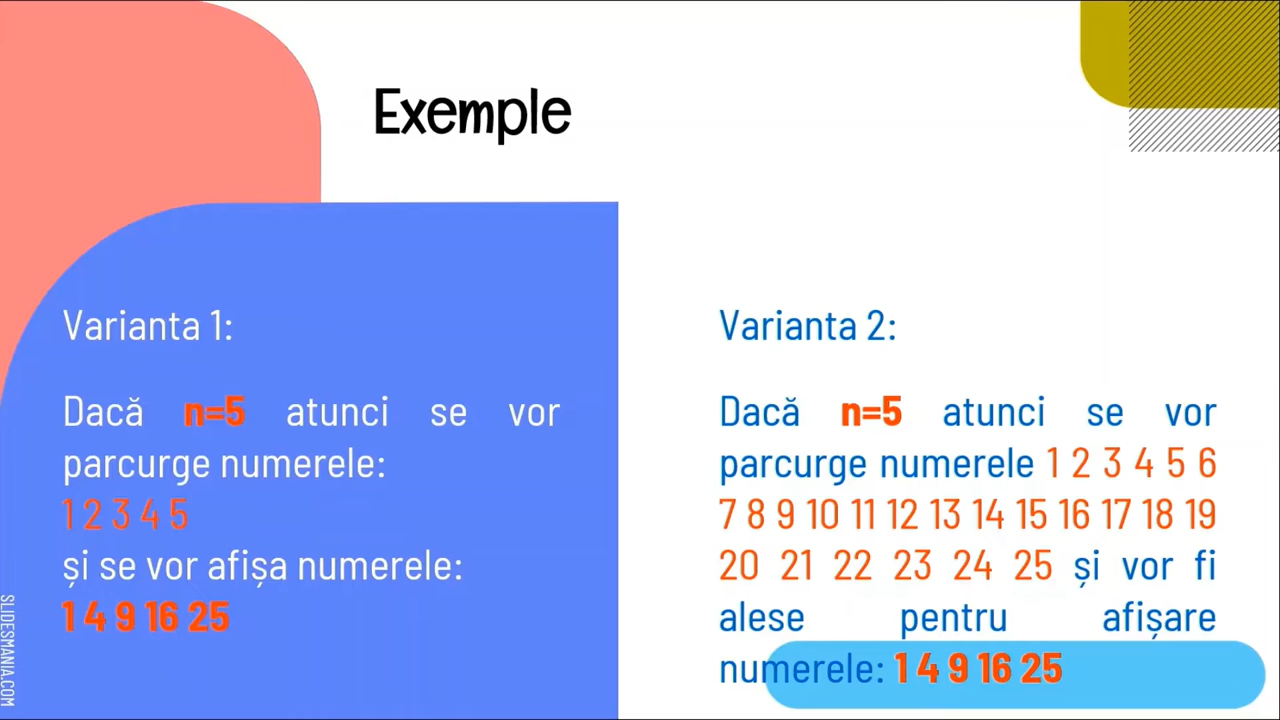 Exemple
Varianta 1:
Dacă n=5 atunci se vor
parcurge numerele:
1 2 3 4 5
și se vor afișa numerele:
1 4 9 16 25
Varianta 2:
Dacă n=5 atunci se vor
parcurge numerele 1 2 3 4 5 6
7 8 9 10 11 12 13 14 15 16 17 18 19
20 21 22 23 24 25 și vor fi
alese pentru afișare
numerele: 1 4 9 16 25
SLIDESMANIA.COM